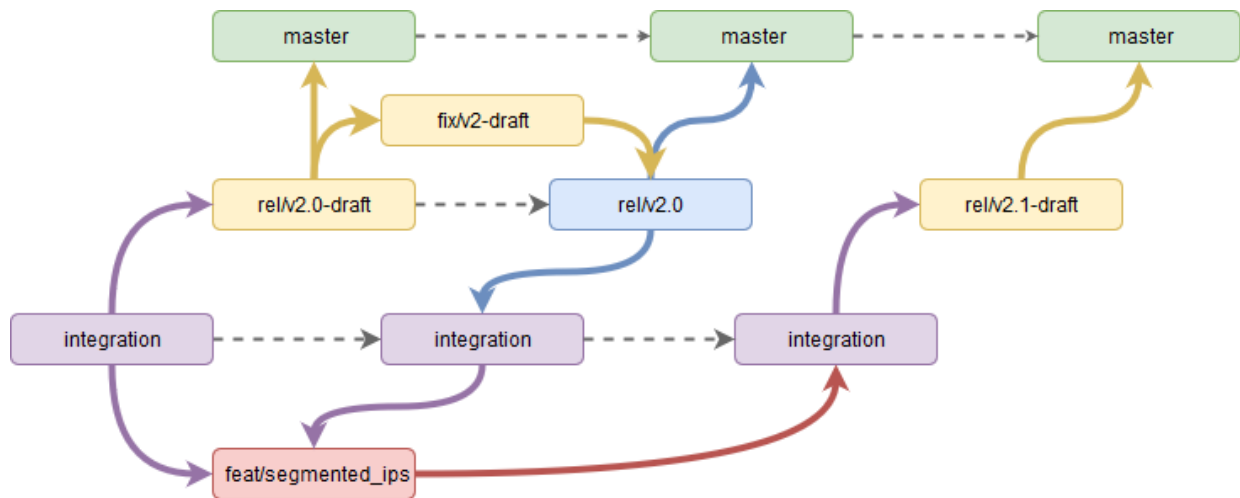 master
master
master
fix/v2-draft
rel/v2.0-draft
rel/v2.0
rel/v2.1-draft
integration
integration
integration
feat/segmented_ips